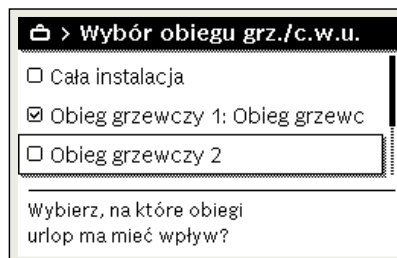 > Wybór obiegu grz./c.w.u.
Cała instalacja
Obieg grzewczy 1: Obieg grzewc
Obieg grzewczy 2
Wybierz, na które obiegi
urlop ma mieć wpływ?